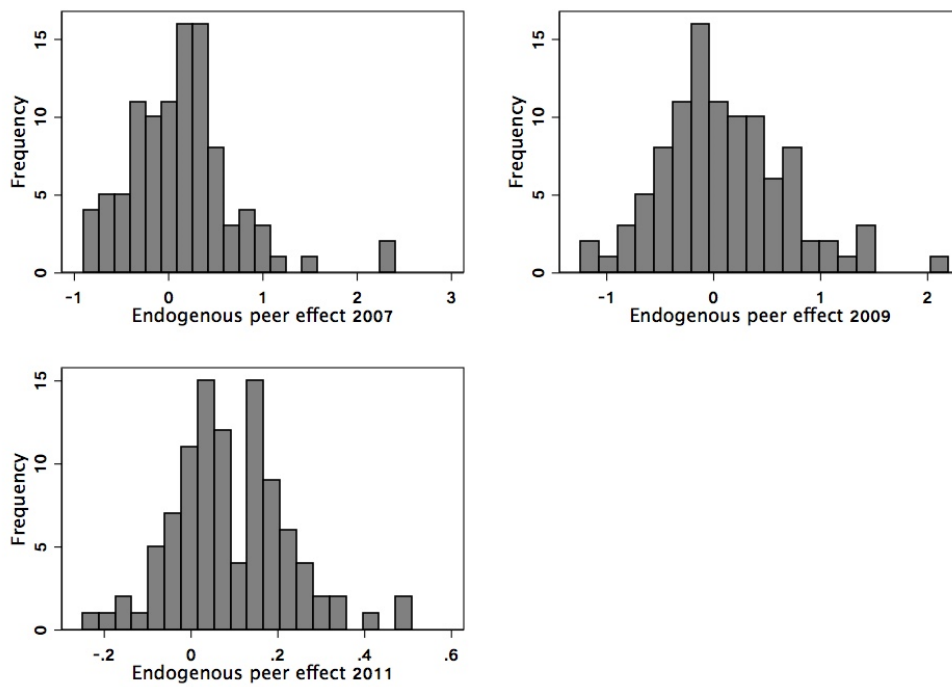 Frequency
15
10
5
0
-1 0 1 2 3
Endogenous peer effect 2007
Frequency
15
10
5
0
-1 0 1 2
Endogenous peer effect 2009
Frequency
15
10
5
0
-.2 0 .2 .4 .6
Endogenous peer effect 2011